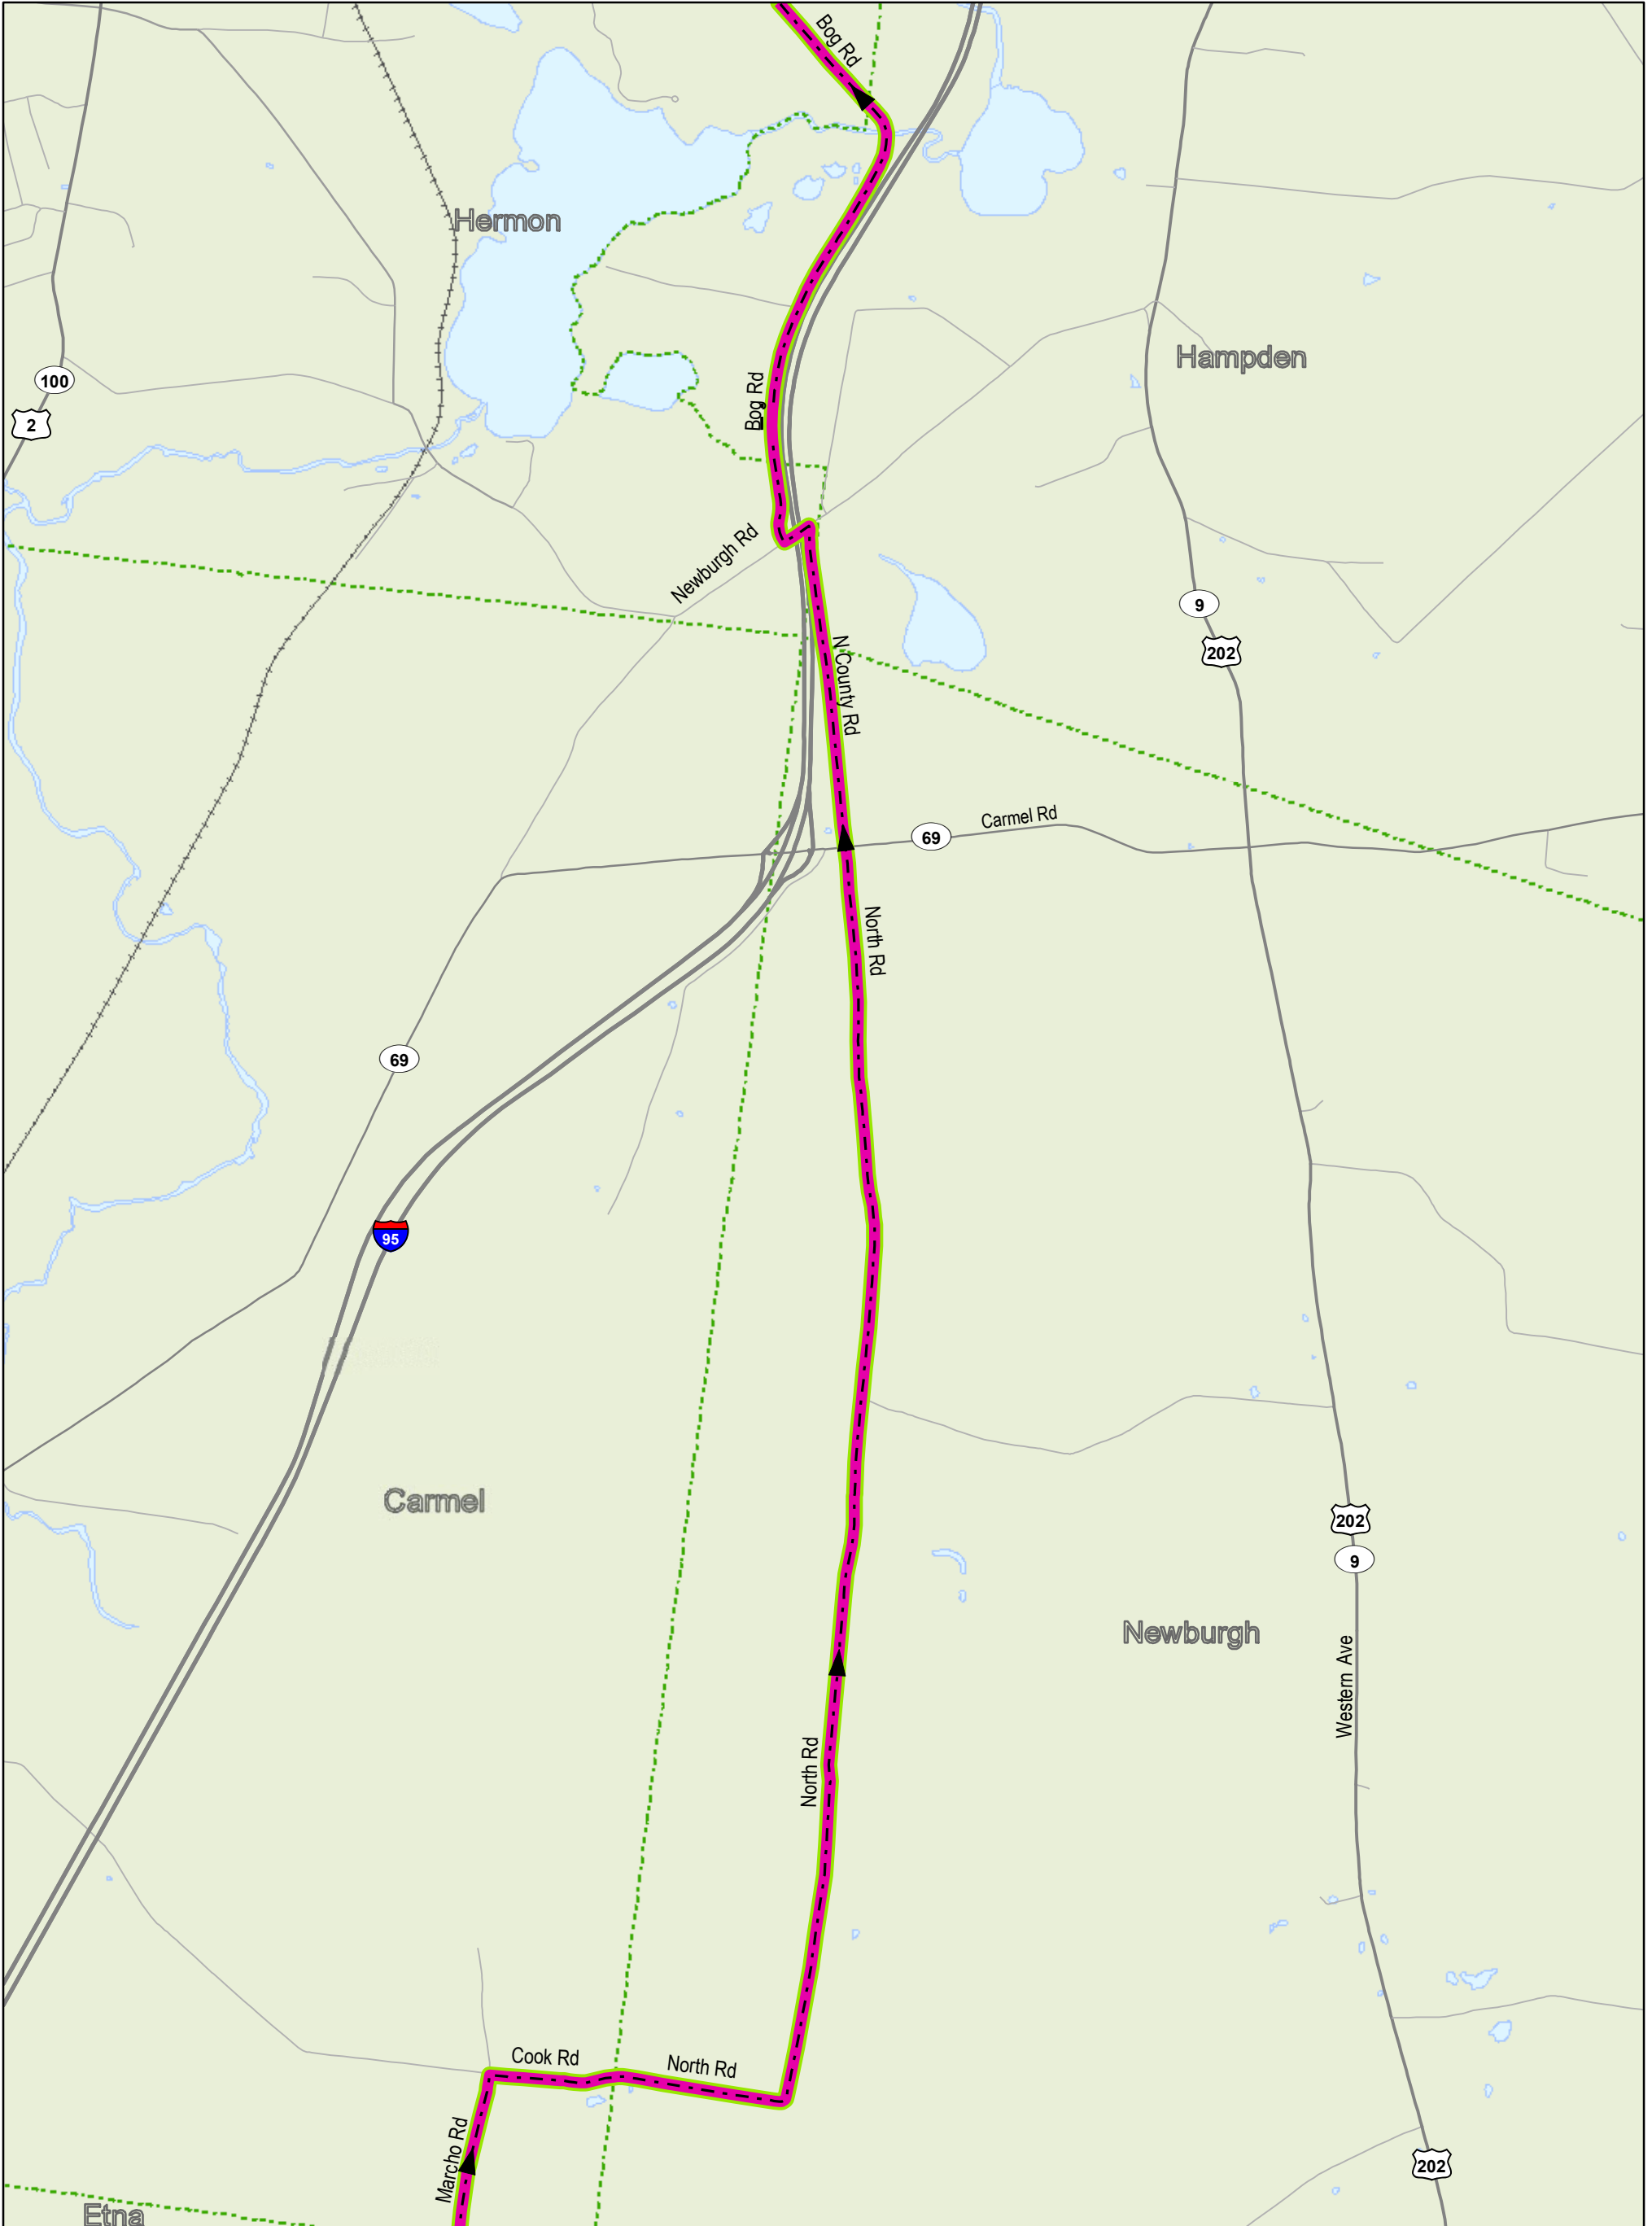 Bog Rd
Hermon
Hampden
100
2
Bog Rd
Newburgh Rd
9
202
N County Rd
69
Carmel Rd
North Rd
69
95
Carmel
202
9
Newburgh
Western Ave
North Rd
Cook Rd
North Rd
Marcho Rd
202
Etna